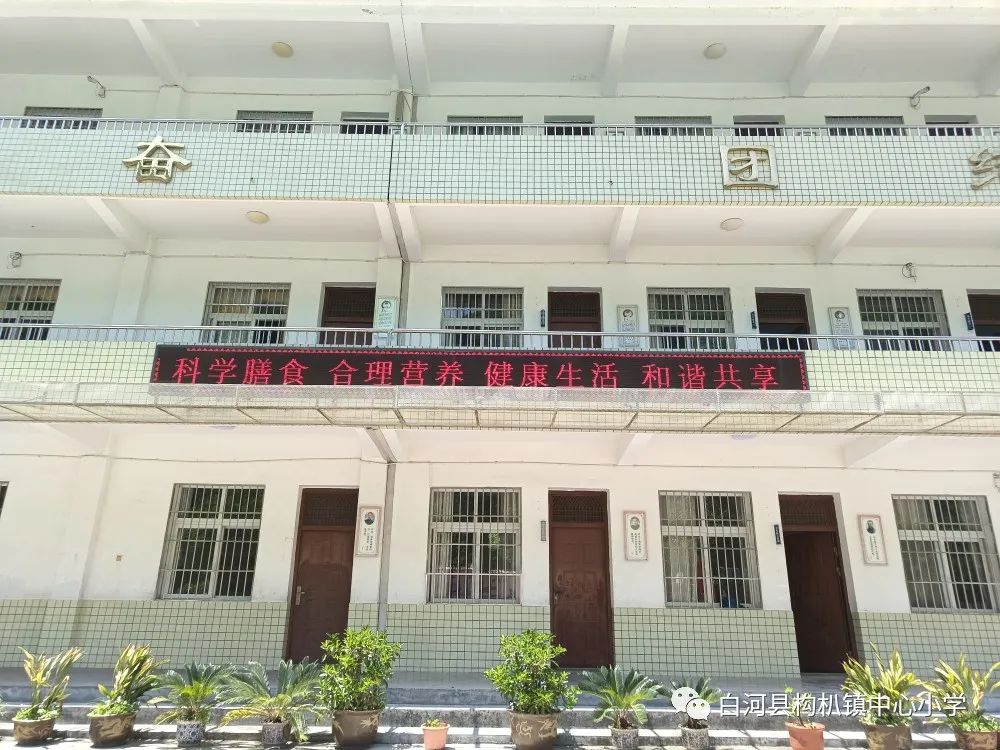 奋 团
科学膳食 合理营养 健康生活 和谐共享
白河县构朳镇中心小学